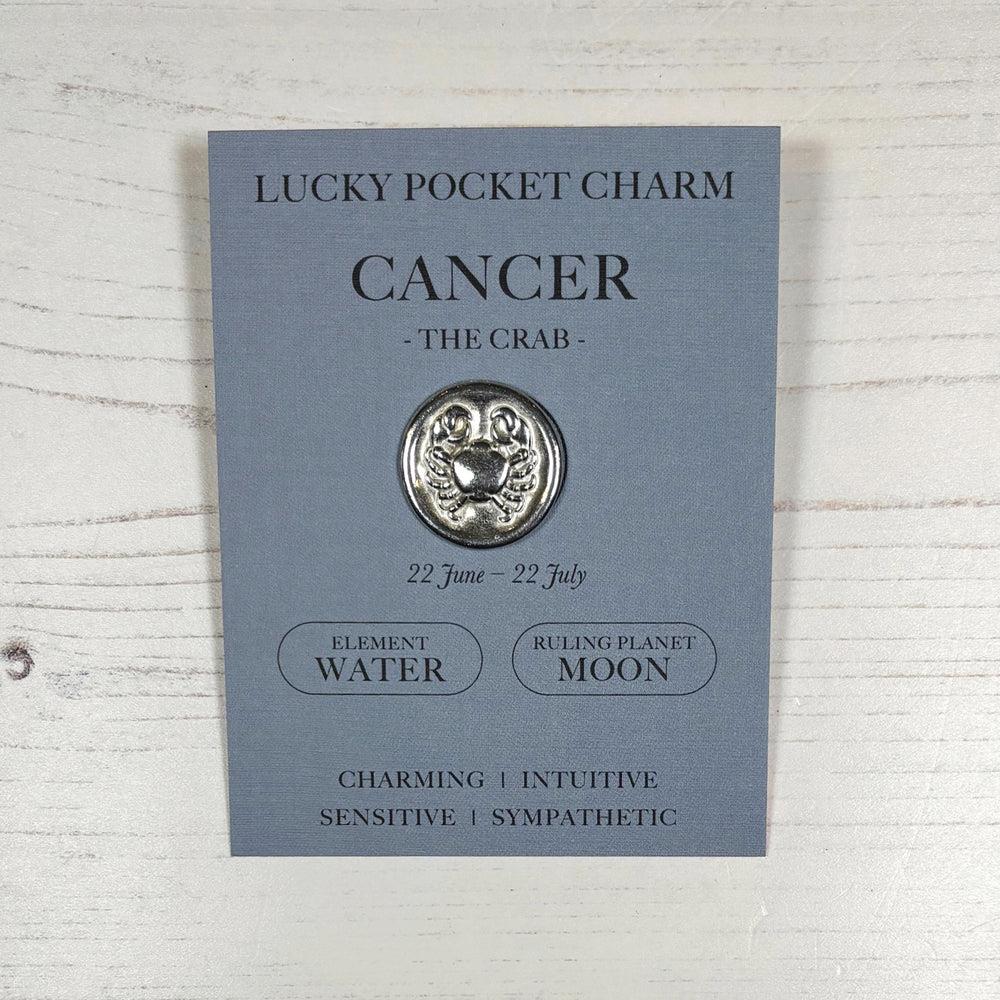 LUCKY POCKET CHARM
CANCER
- THE CRAB -
22 June – 22 July
ELEMENT
WATER
RULING PLANET
MOON
CHARMING | INTUITIVE
SENSITIVE | SYMPATHETIC